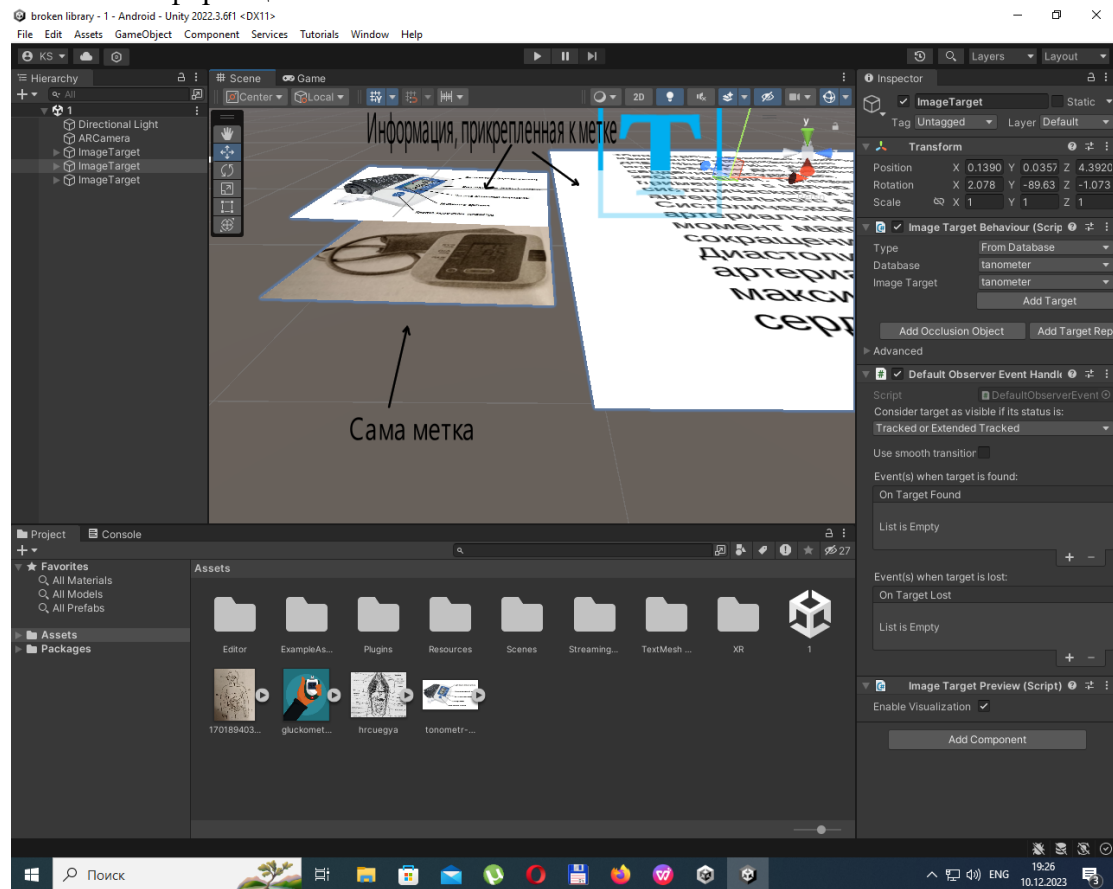 broken library - 1 - Android - Unity 2022.3.6f1 <DX11>
File Edit Assets GameObject Component Services Tutorials Window Help
KS Layers Layout
Hierarchy
All
1
Directional Light
ARCamera
ImageTarget
ImageTarget
ImageTarget
Scene Game
Center Local 2D
Информация, прикрепленная к метке
T
y
артериальное
момент мак
сокращени
Диастоли
артериа
макси
серд
Сама метка
Inspector
ImageTarget Static
Tag Untagged Layer Default
Transform
Position X 0.1390 Y 0.0357 Z 4.3920
Rotation X 2.078 Y -89.63 Z -1.073
Scale X 1 Y 1 Z 1
Image Target Behaviour (Scrip
Type From Database
Database tanometer
Image Target tanometer
Add Target
Add Occlusion Object Add Target Rep
Advanced
Default Observer Event Handle
Script DefaultObserverEvent
Consider target as visible if its status is:
Tracked or Extended Tracked
Use smooth transition
Event(s) when target is found:
On Target Found
List is Empty
+ -
Event(s) when target is lost:
On Target Lost
List is Empty
+ -
Image Target Preview (Script)
Enable Visualization
Add Component
Project Console
27
Favorites
All Materials
All Models
All Prefabs
Assets
Packages
Assets
Editor ExampleAs... Plugins Resources Scenes Streaming... TextMesh ... XR 1
170189403... gluckomet... hrcuegya tonometr-...
Поиск
ENG
19:26
10.12.2023
3